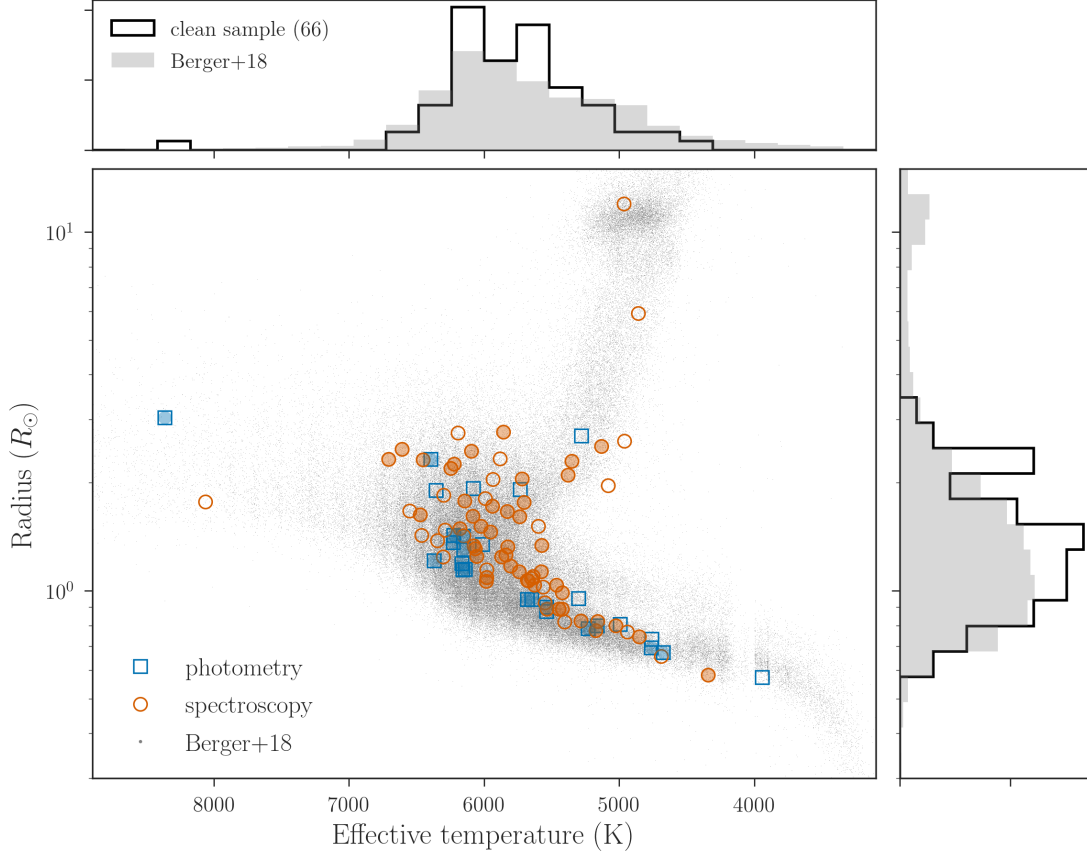 clean sample (66)
Berger+18
10¹
10⁰
Radius (R⊙)
photometry
spectroscopy
Berger+18
8000 7000 6000 5000 4000
Effective temperature (K)